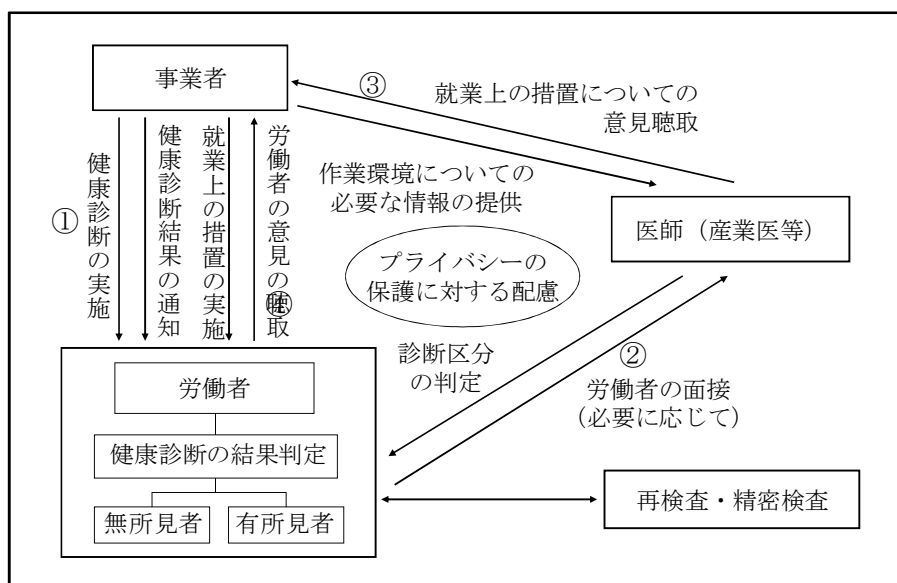 事業者
③
就業上の措置についての
意見聴取
作業環境についての
必要な情報の提供
①
健康診断の実施
健康診断結果の通知
就業上の措置の実施
労働者の意見の聴取
④
医師（産業医等）
プライバシーの
保護に対する配慮
診断区分
の判定
②
労働者の面接
（必要に応じて）
労働者
健康診断の結果判定
無所見者
有所見者
再検査・精密検査